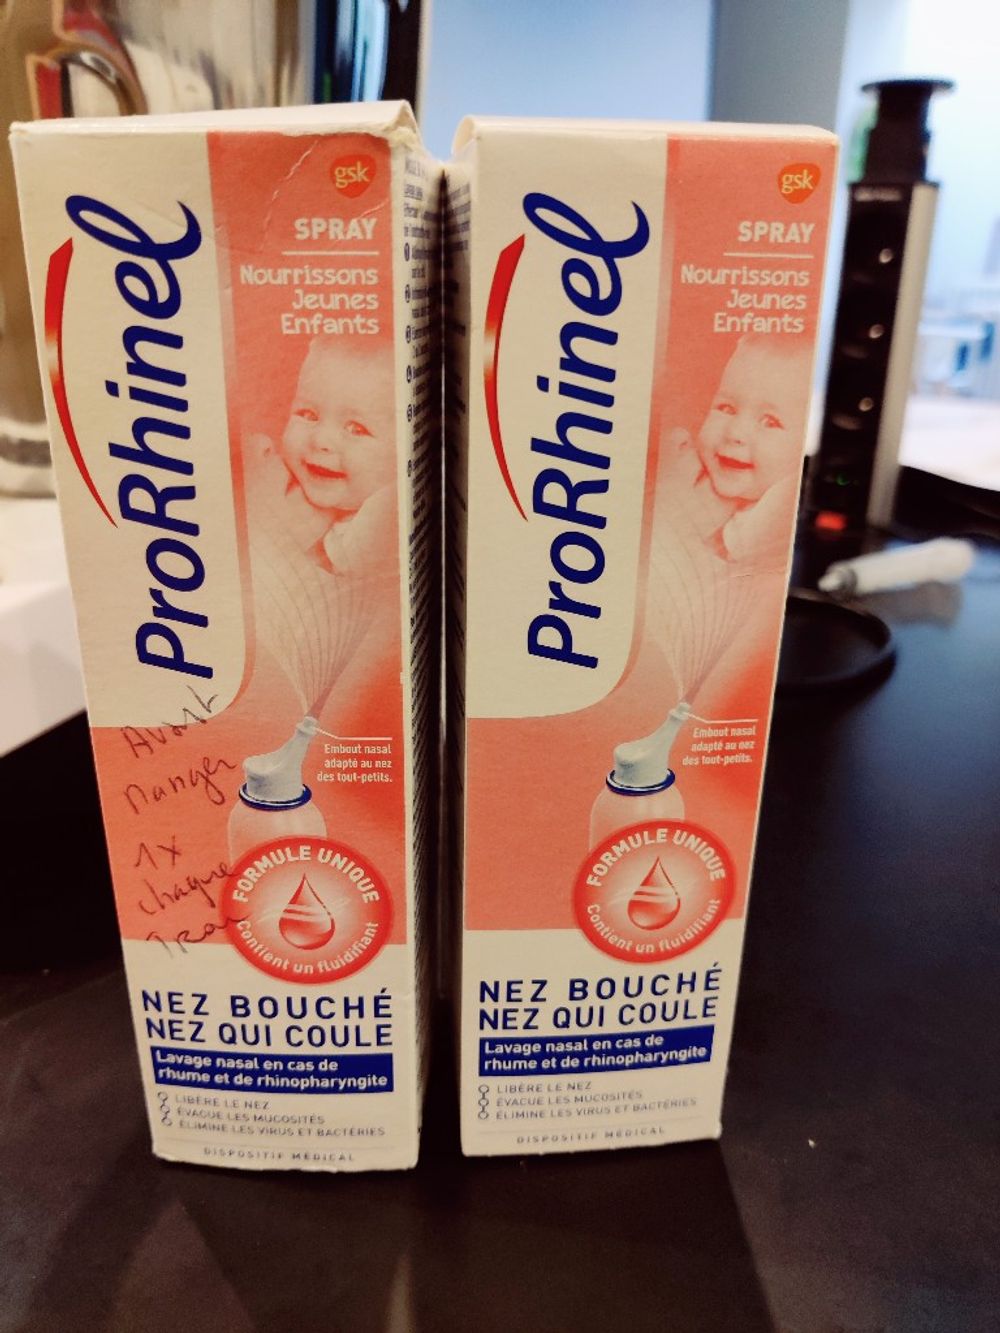 gsk
SPRAY
Nourrissons
Jeunes
Enfants
ProRhinel
Avant
manger
1x
chaque
Embout nasal
adapté au nez
des tout-petits.
FORMULE UNIQUE
Contient un fluidifiant
NEZ BOUCHÉ
NEZ QUI COULE
Lavage nasal en cas de
rhume et de rhinopharyngite
LIBÈRE LE NEZ
ÉVACUE LES MUCOSITÉS
ÉLIMINE LES VIRUS ET BACTÉRIES
DISPOSITIF MÉDICAL
gsk
SPRAY
Nourrissons
Jeunes
Enfants
ProRhinel
Embout nasal
adapté au nez
des tout-petits.
FORMULE UNIQUE
Contient un fluidifiant
NEZ BOUCHÉ
NEZ QUI COULE
Lavage nasal en cas de
rhume et de rhinopharyngite
LIBÈRE LE NEZ
ÉVACUE LES MUCOSITÉS
ÉLIMINE LES VIRUS ET BACTÉRIES
DISPOSITIF MÉDICAL